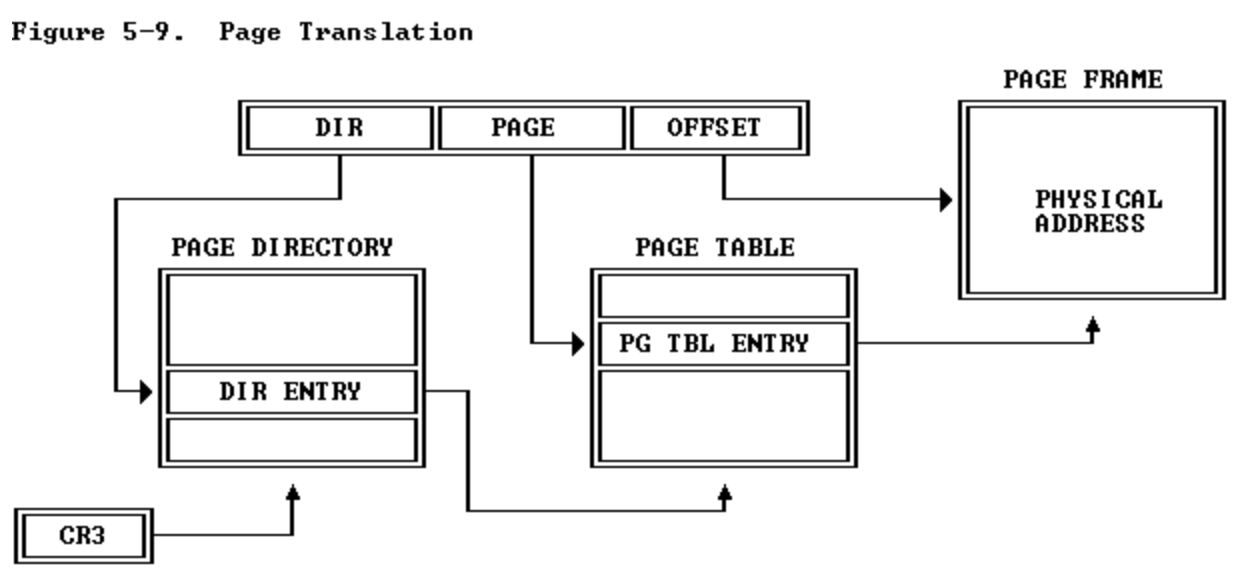 Figure 5-9. Page Translation
PAGE FRAME
DIR PAGE OFFSET
PHYSICAL
ADDRESS
PAGE DIRECTORY PAGE TABLE
PG TBL ENTRY
DIR ENTRY
CR3